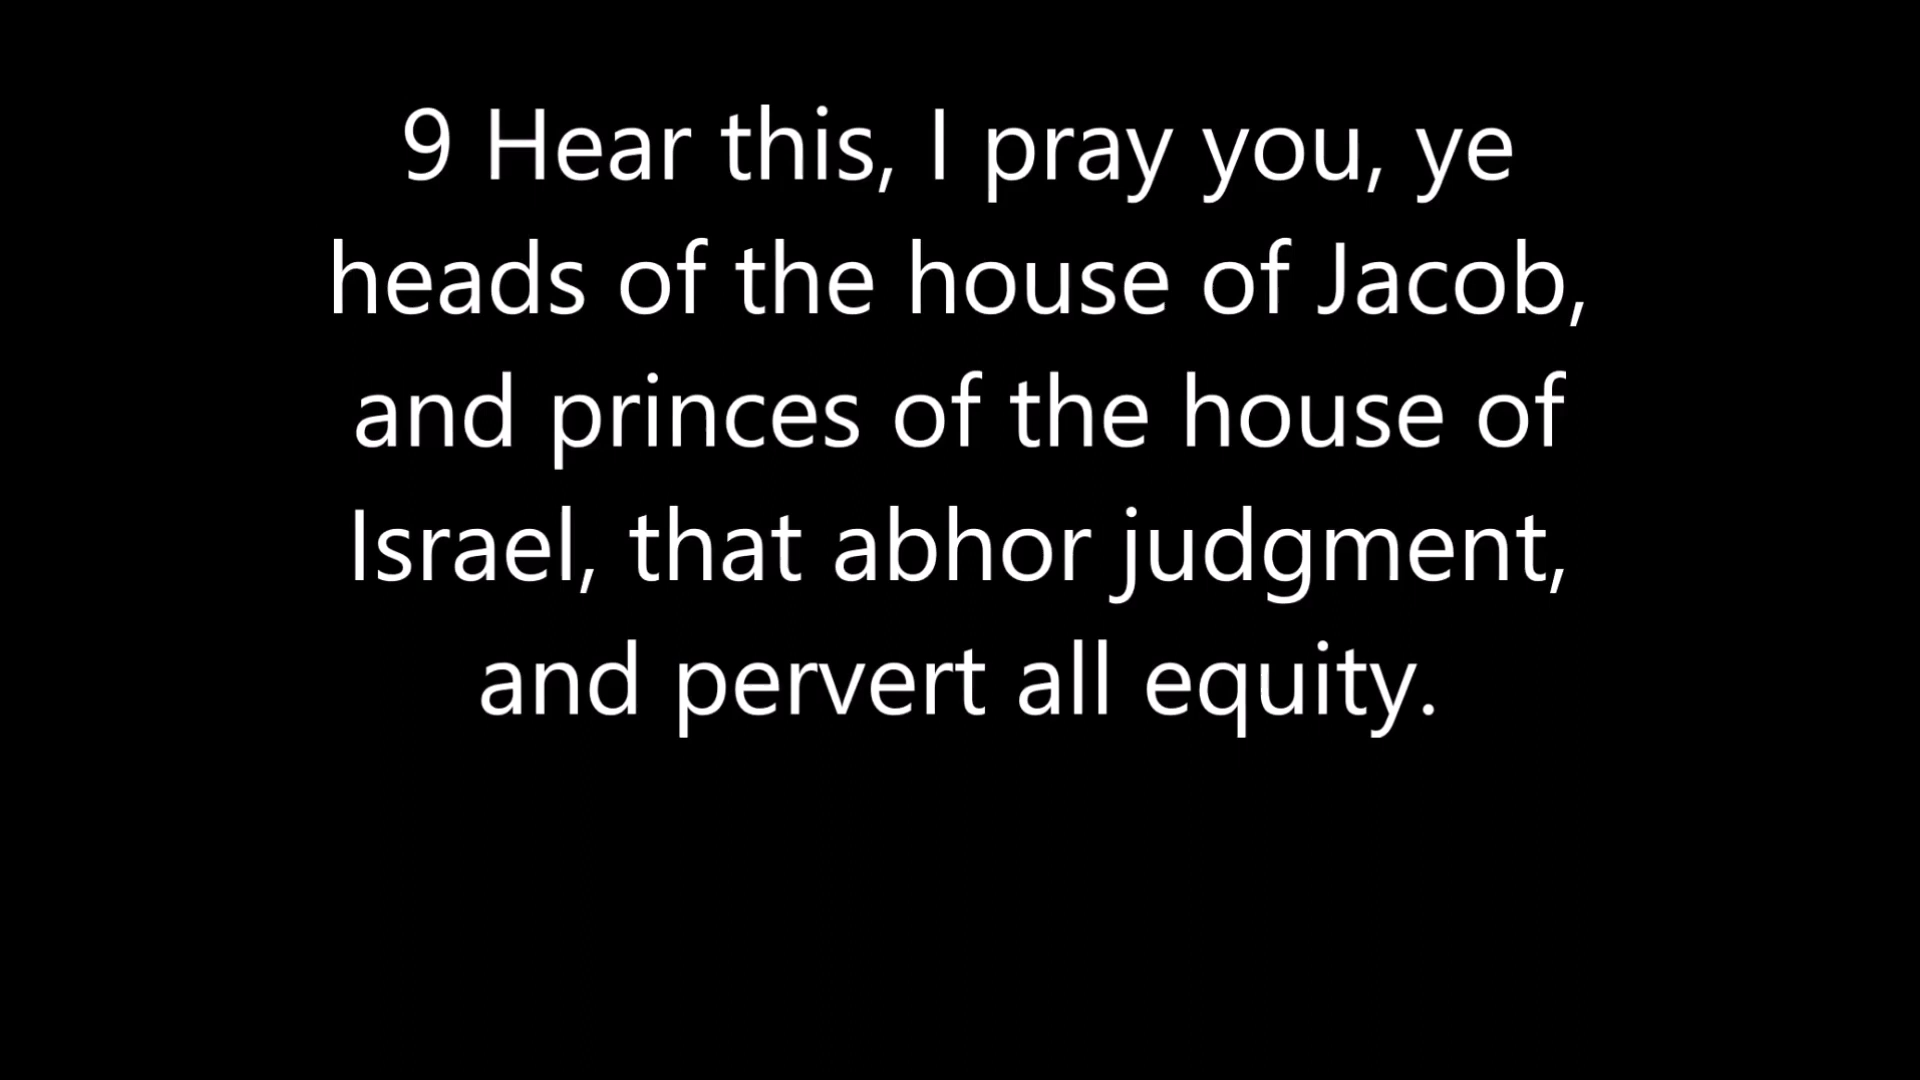 9 Hear this, I pray you, ye
heads of the house of Jacob,
and princes of the house of
Israel, that abhor judgment,
and pervert all equity.